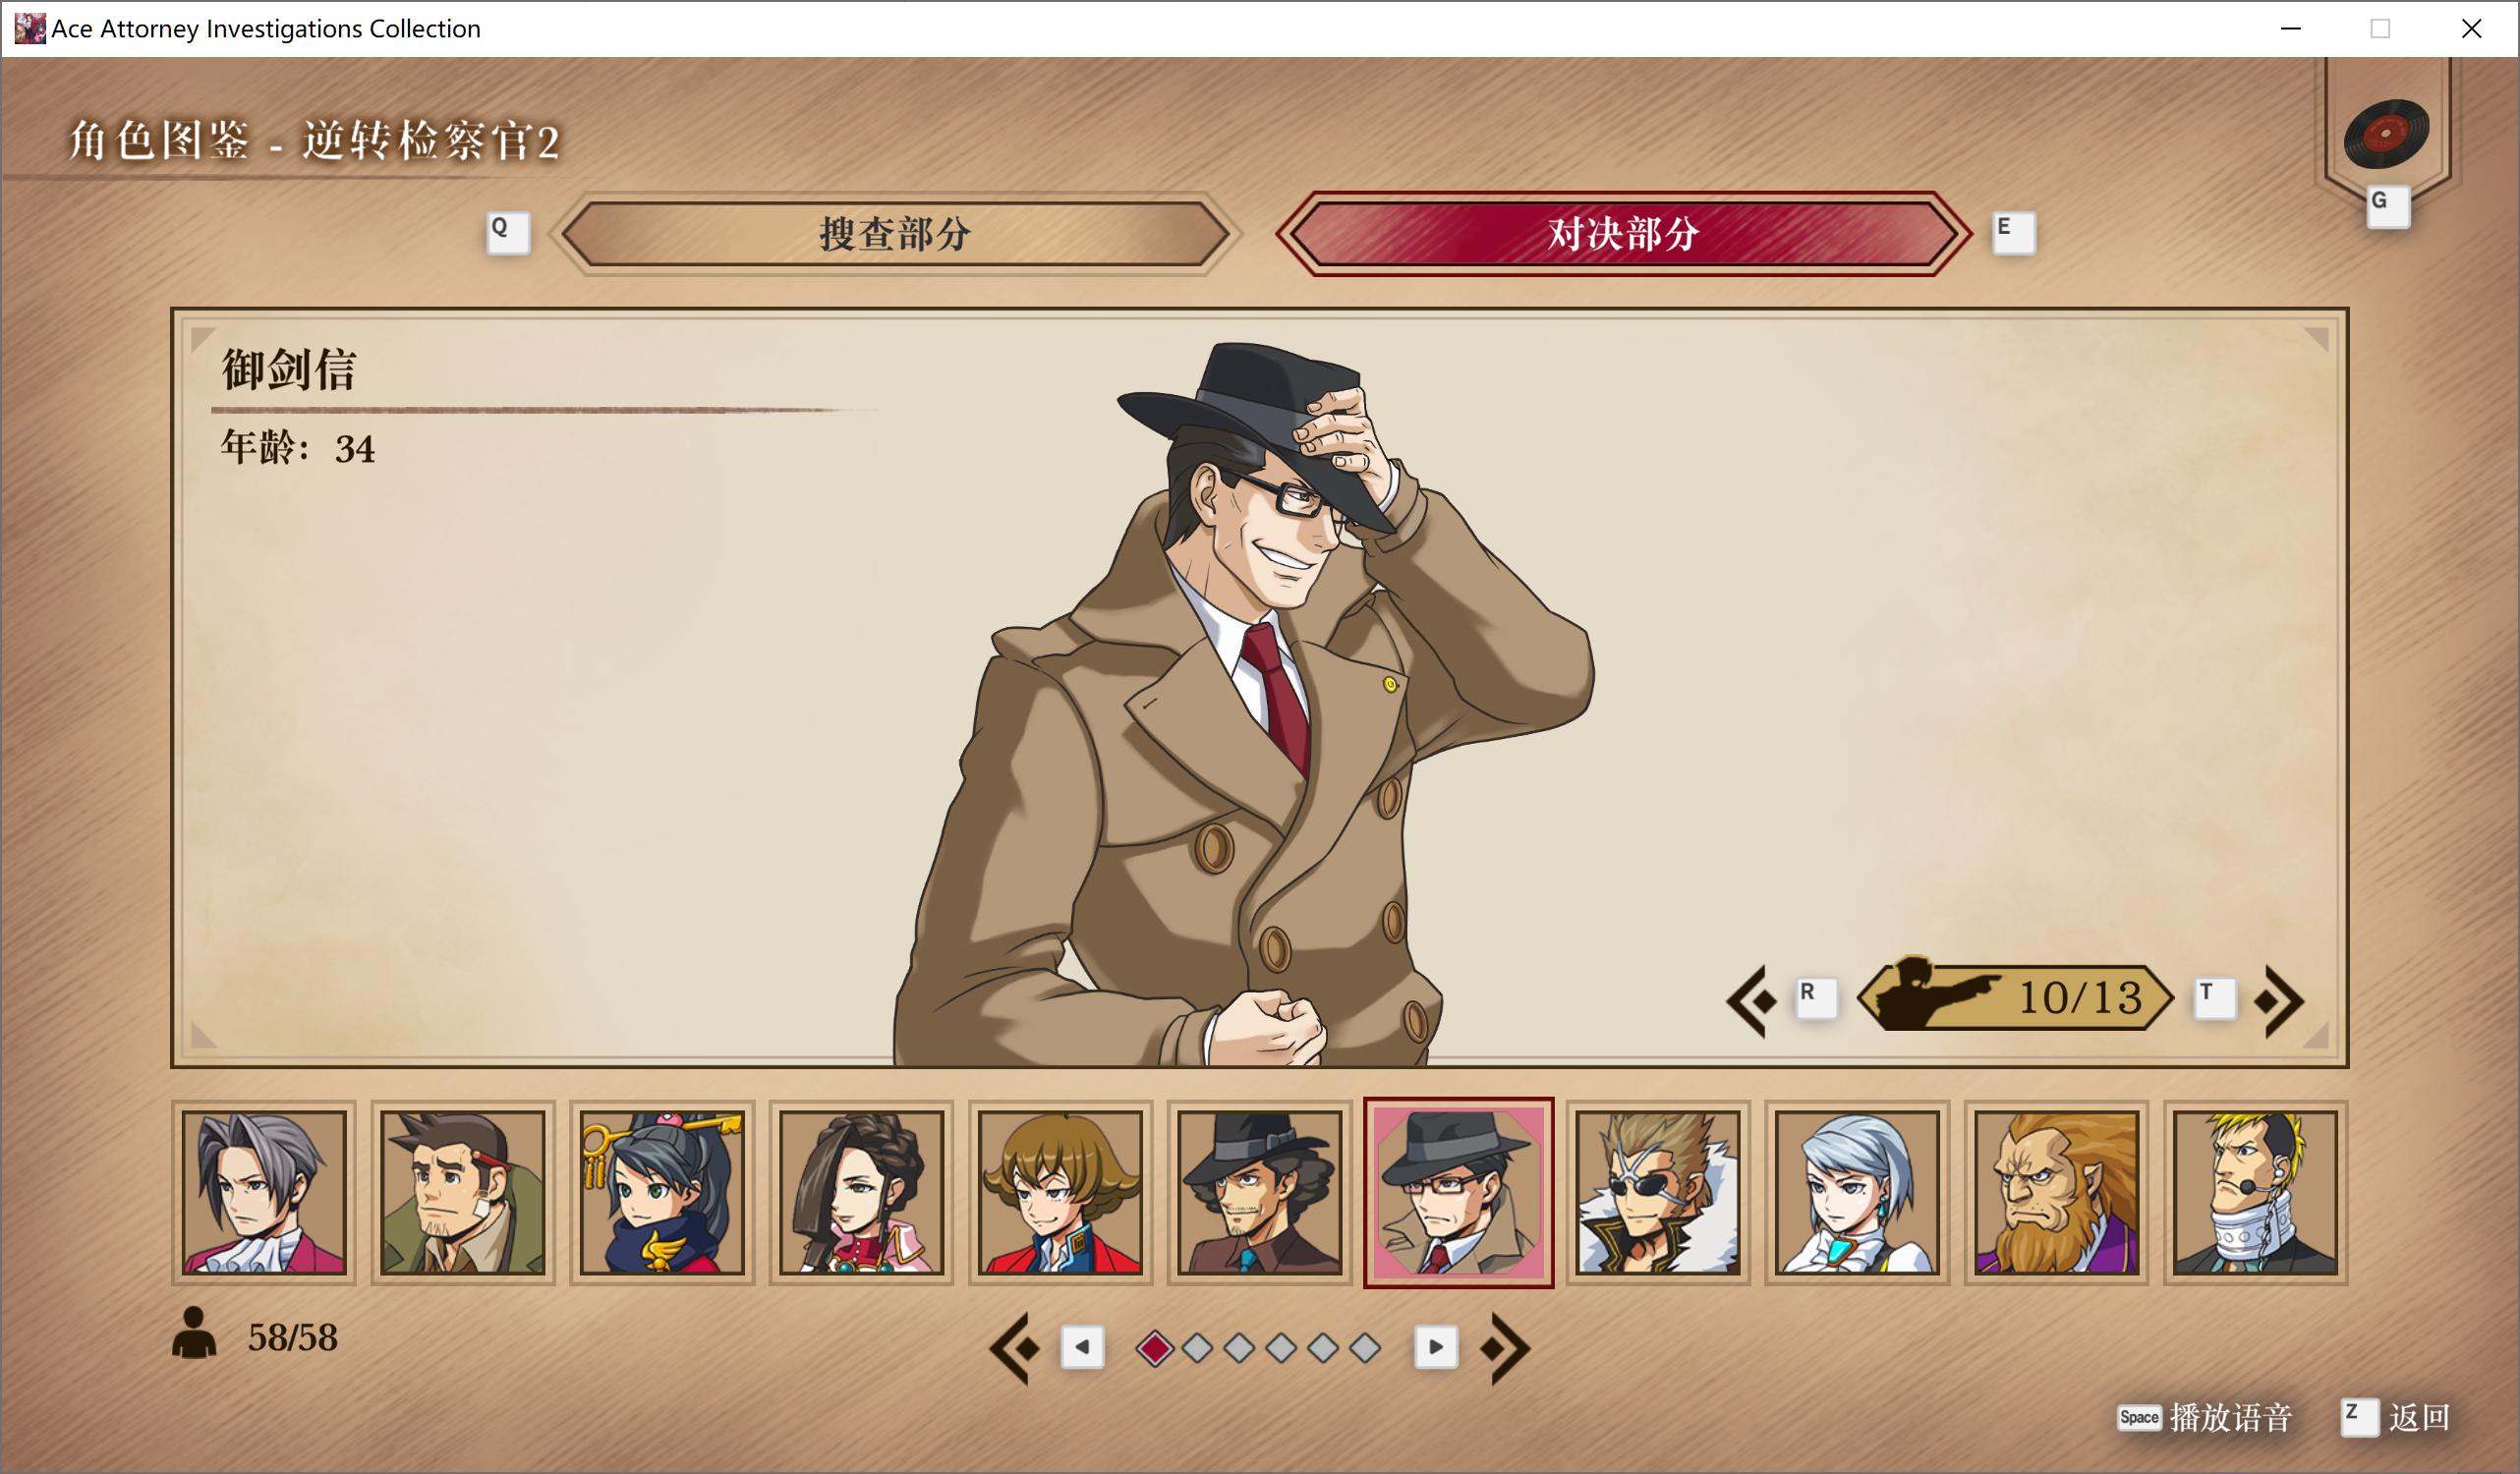 Ace Attorney Investigations Collection
角色图鉴 - 逆转检察官2
G
Q
搜查部分
对决部分
E
御剑信
年龄：34
R
10/13
T
58/58
Space 播放语音
Z 返回